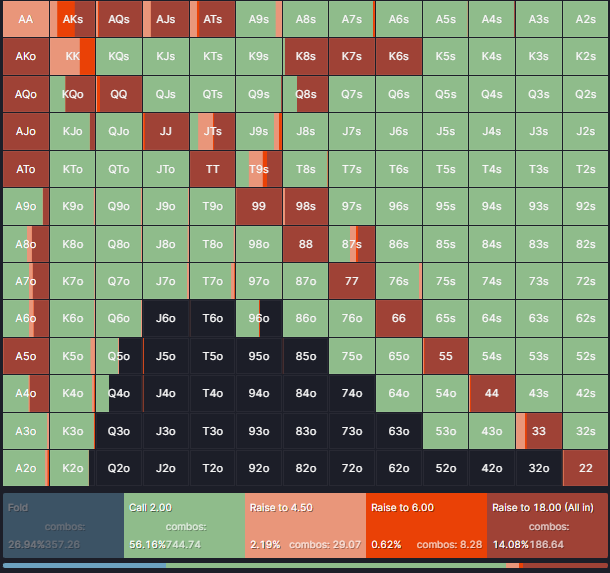 AA AKs AQs AJs ATs A9s A8s A7s A6s A5s A4s A3s A2s
AKo KK KQs KJs KTs K9s K8s K7s K6s K5s K4s K3s K2s
AQo KQo QQ QJs QTs Q9s Q8s Q7s Q6s Q5s Q4s Q3s Q2s
AJo KJo QJo JJ JTs J9s J8s J7s J6s J5s J4s J3s J2s
ATo KTo QTo JTo TT T9s T8s T7s T6s T5s T4s T3s T2s
A9o K9o Q9o J9o T9o 99 98s 97s 96s 95s 94s 93s 92s
A8o K8o Q8o J8o T8o 98o 88 87s 86s 85s 84s 83s 82s
A7o K7o Q7o J7o T7o 97o 87o 77 76s 75s 74s 73s 72s
A6o K6o Q6o J6o T6o 96o 86o 76o 66 65s 64s 63s 62s
A5o K5o Q5o J5o T5o 95o 85o 75o 65o 55 54s 53s 52s
A4o K4o Q4o J4o T4o 94o 84o 74o 64o 54o 44 43s 42s
A3o K3o Q3o J3o T3o 93o 83o 73o 63o 53o 43o 33 32s
A2o K2o Q2o J2o T2o 92o 82o 72o 62o 52o 42o 32o 22
Fold Call 2.00 Raise to 4.50 Raise to 6.00 Raise to 18.00 (All in)
combos: combos: combos:
26.94%357.26 56.16%744.74 2.19% combos: 29.07 0.62% combos: 8.28 14.08%186.64